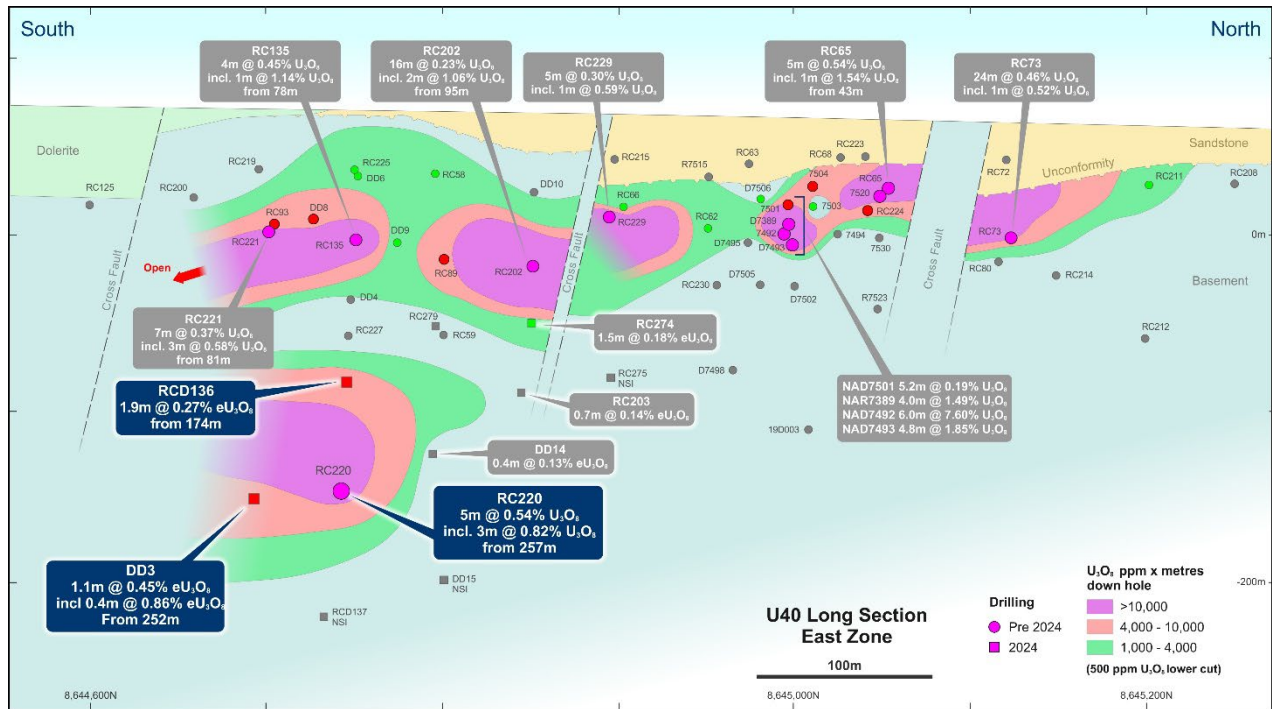 South
North
RC135
4m @ 0.45% U₃O₈
incl. 1m @ 1.14% U₃O₈
from 78m
RC202
16m @ 0.23% U₃O₈
incl. 2m @ 1.06% U₃O₈
from 95m
RC229
5m @ 0.30% U₃O₈
incl. 1m @ 0.59% U₃O₈
RC65
5m @ 0.54% U₃O₈
incl. 1m @ 1.54% U₃O₈
from 43m
RC73
24m @ 0.46% U₃O₈
incl. 1m @ 0.52% U₃O₈
Dolerite
Sandstone
Unconformity
Basement
Cross Fault
Cross Fault
Cross Fault
RC125
RC200
RC219
RC225
DD6
RC58
DD10
RC215
R7515
RC63
RC68
RC223
7504
RC65
7520
RC224
RC72
RC211
RC208
RC93
DD8
RC221
RC135
DD9
RC89
RC202
RC66
RC229
RC62
D7506
7501
7503
D7389
7492
D7493
D7495
7494
7530
RC73
RC80
RC214
0m
Open
DD4
RC227
RC279
RC59
RC230
D7505
D7502
R7523
RC212
RC221
7m @ 0.37% U₃O₈
incl. 3m @ 0.58% U₃O₈
from 81m
RC274
1.5m @ 0.18% eU₃O₈
RC275
NSI
D7498
RC203
0.7m @ 0.14% eU₃O₈
NAD7501 5.2m @ 0.19% U₃O₈
NAR7389 4.0m @ 1.49% U₃O₈
NAD7492 6.0m @ 7.60% U₃O₈
NAD7493 4.8m @ 1.85% U₃O₈
19D003
RCD136
1.9m @ 0.27% eU₃O₈
from 174m
DD14
0.4m @ 0.13% eU₃O₈
RC220
RC220
5m @ 0.54% U₃O₈
incl. 3m @ 0.82% U₃O₈
from 257m
DD3
1.1m @ 0.45% eU₃O₈
incl 0.4m @ 0.86% eU₃O₈
From 252m
DD15
NSI
RCD137
NSI
-200m
U40 Long Section
East Zone
100m
Drilling
Pre 2024
2024
U₃O₈ ppm x metres
down hole
>10,000
4,000 - 10,000
1,000 - 4,000
(500 ppm U₃O₈ lower cut)
8,644,600N
8,645,000N
8,645,200N